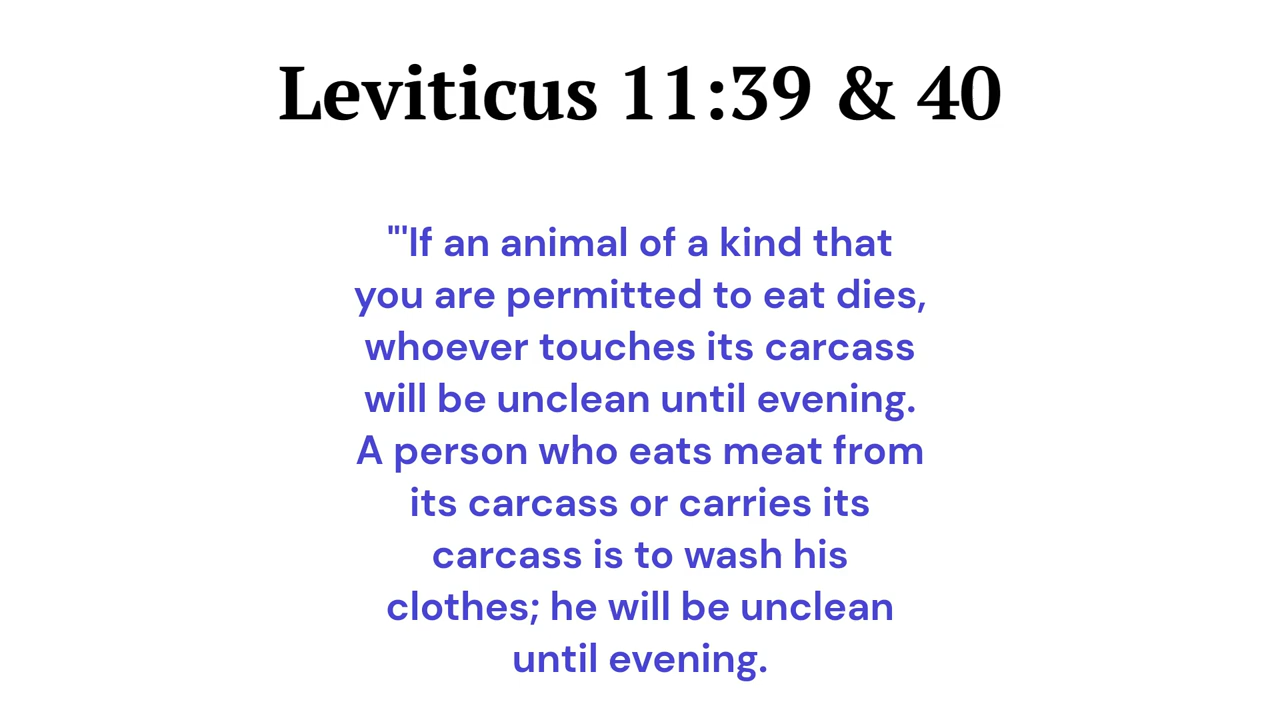 Leviticus 11:39 & 40
"'If an animal of a kind that
you are permitted to eat dies,
whoever touches its carcass
will be unclean until evening.
A person who eats meat from
its carcass or carries its
carcass is to wash his
clothes; he will be unclean
until evening.